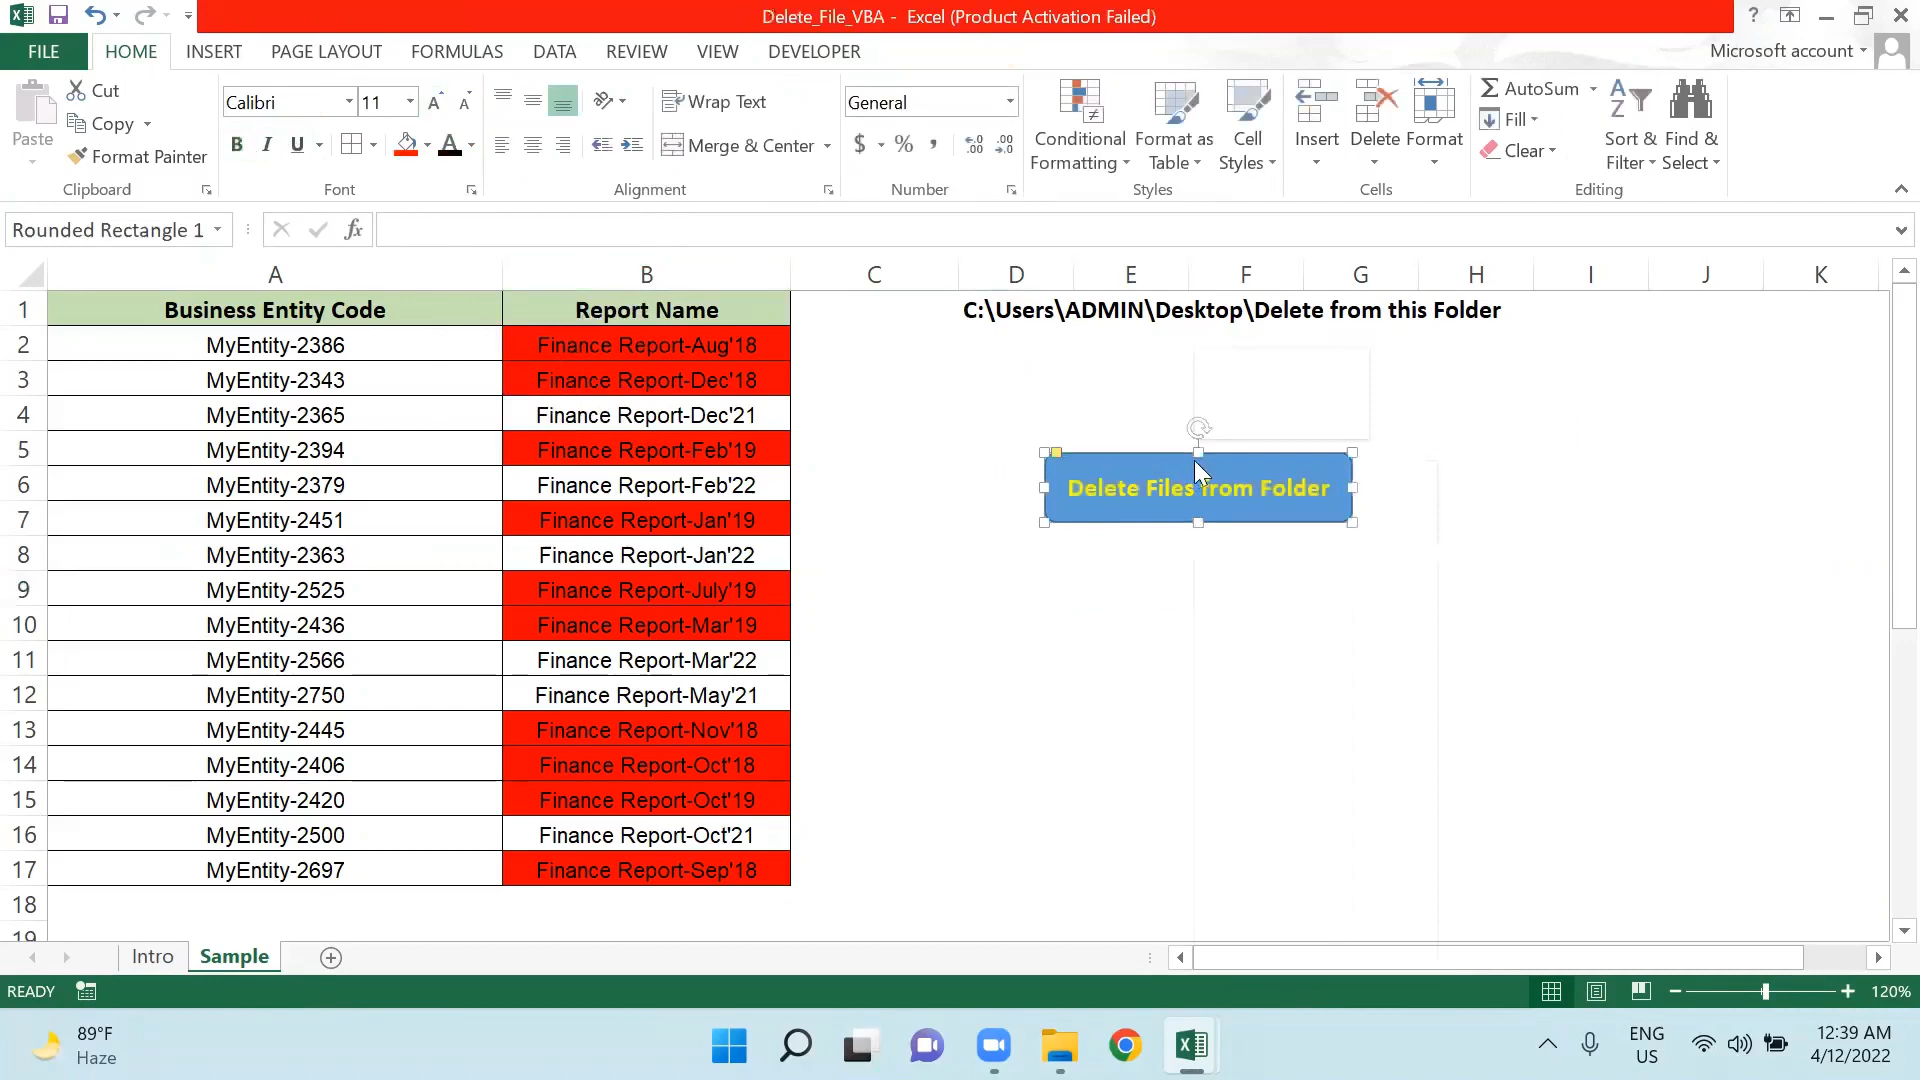 Delete_File_VBA - Excel (Product Activation Failed)
?
FILE HOME INSERT PAGE LAYOUT FORMULAS DATA REVIEW VIEW DEVELOPER Microsoft account
Paste
Cut
Copy
Format Painter
Clipboard
Calibri 11
B I U A
Font
Wrap Text
Merge & Center
Alignment
General
$ % ,
Number
Conditional Formatting
Format as Table
Cell Styles
Styles
Insert Delete Format
Cells
AutoSum
Fill
Clear
Sort & Filter
Find & Select
Editing
Rounded Rectangle 1 fx
A B C D E F G H I J K
1 Business Entity Code Report Name C:\Users\ADMIN\Desktop\Delete from this Folder
2 MyEntity-2386 Finance Report-Aug'18
3 MyEntity-2343 Finance Report-Dec'18
4 MyEntity-2365 Finance Report-Dec'21
5 MyEntity-2394 Finance Report-Feb'19
6 MyEntity-2379 Finance Report-Feb'22
Delete Files from Folder
7 MyEntity-2451 Finance Report-Jan'19
8 MyEntity-2363 Finance Report-Jan'22
9 MyEntity-2525 Finance Report-July'19
10 MyEntity-2436 Finance Report-Mar'19
11 MyEntity-2566 Finance Report-Mar'22
12 MyEntity-2750 Finance Report-May'21
13 MyEntity-2445 Finance Report-Nov'18
14 MyEntity-2406 Finance Report-Oct'18
15 MyEntity-2420 Finance Report-Oct'19
16 MyEntity-2500 Finance Report-Oct'21
17 MyEntity-2697 Finance Report-Sep'18
18
19
Intro Sample
READY 120%
89°F
Haze
ENG
US
12:39 AM
4/12/2022